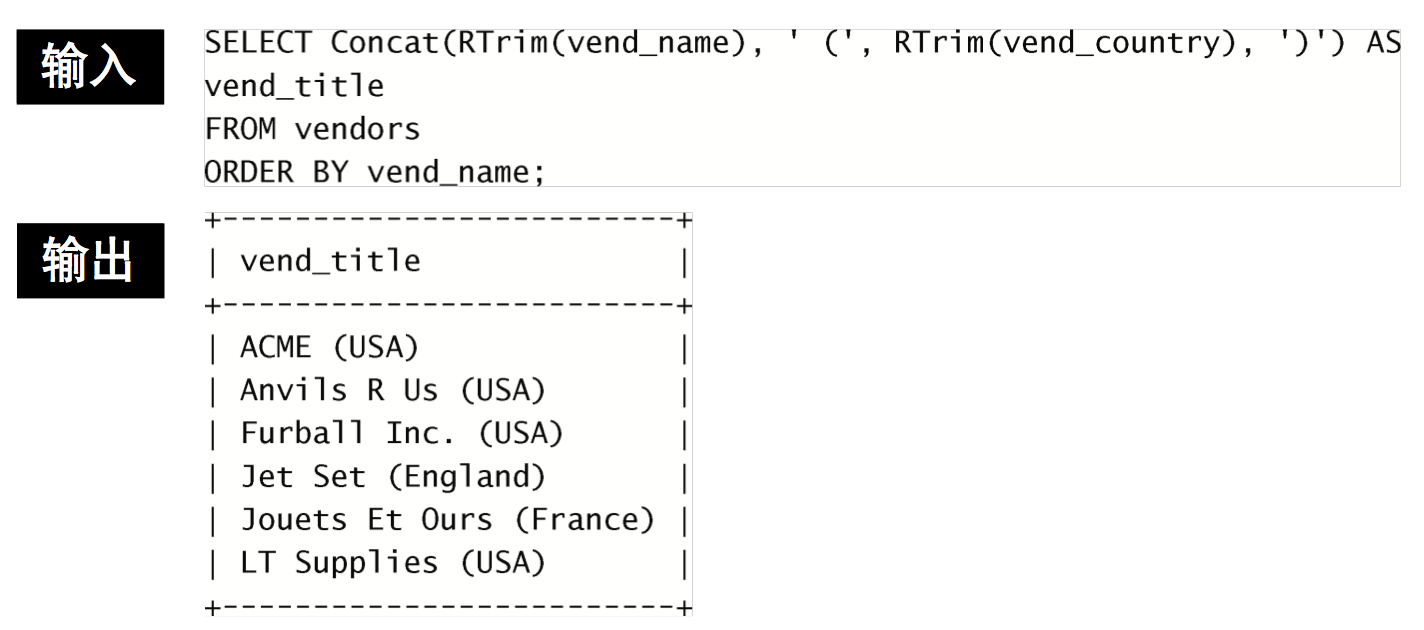 输入
SELECT Concat(RTrim(vend_name), ' (', RTrim(vend_country), ')') AS
vend_title
FROM vendors
ORDER BY vend_name;
输出
+-------------------------+
| vend_title              |
+-------------------------+
| ACME (USA)              |
| Anvils R Us (USA)       |
| Furball Inc. (USA)      |
| Jet Set (England)       |
| Jouets Et Ours (France) |
| LT Supplies (USA)       |
+-------------------------+